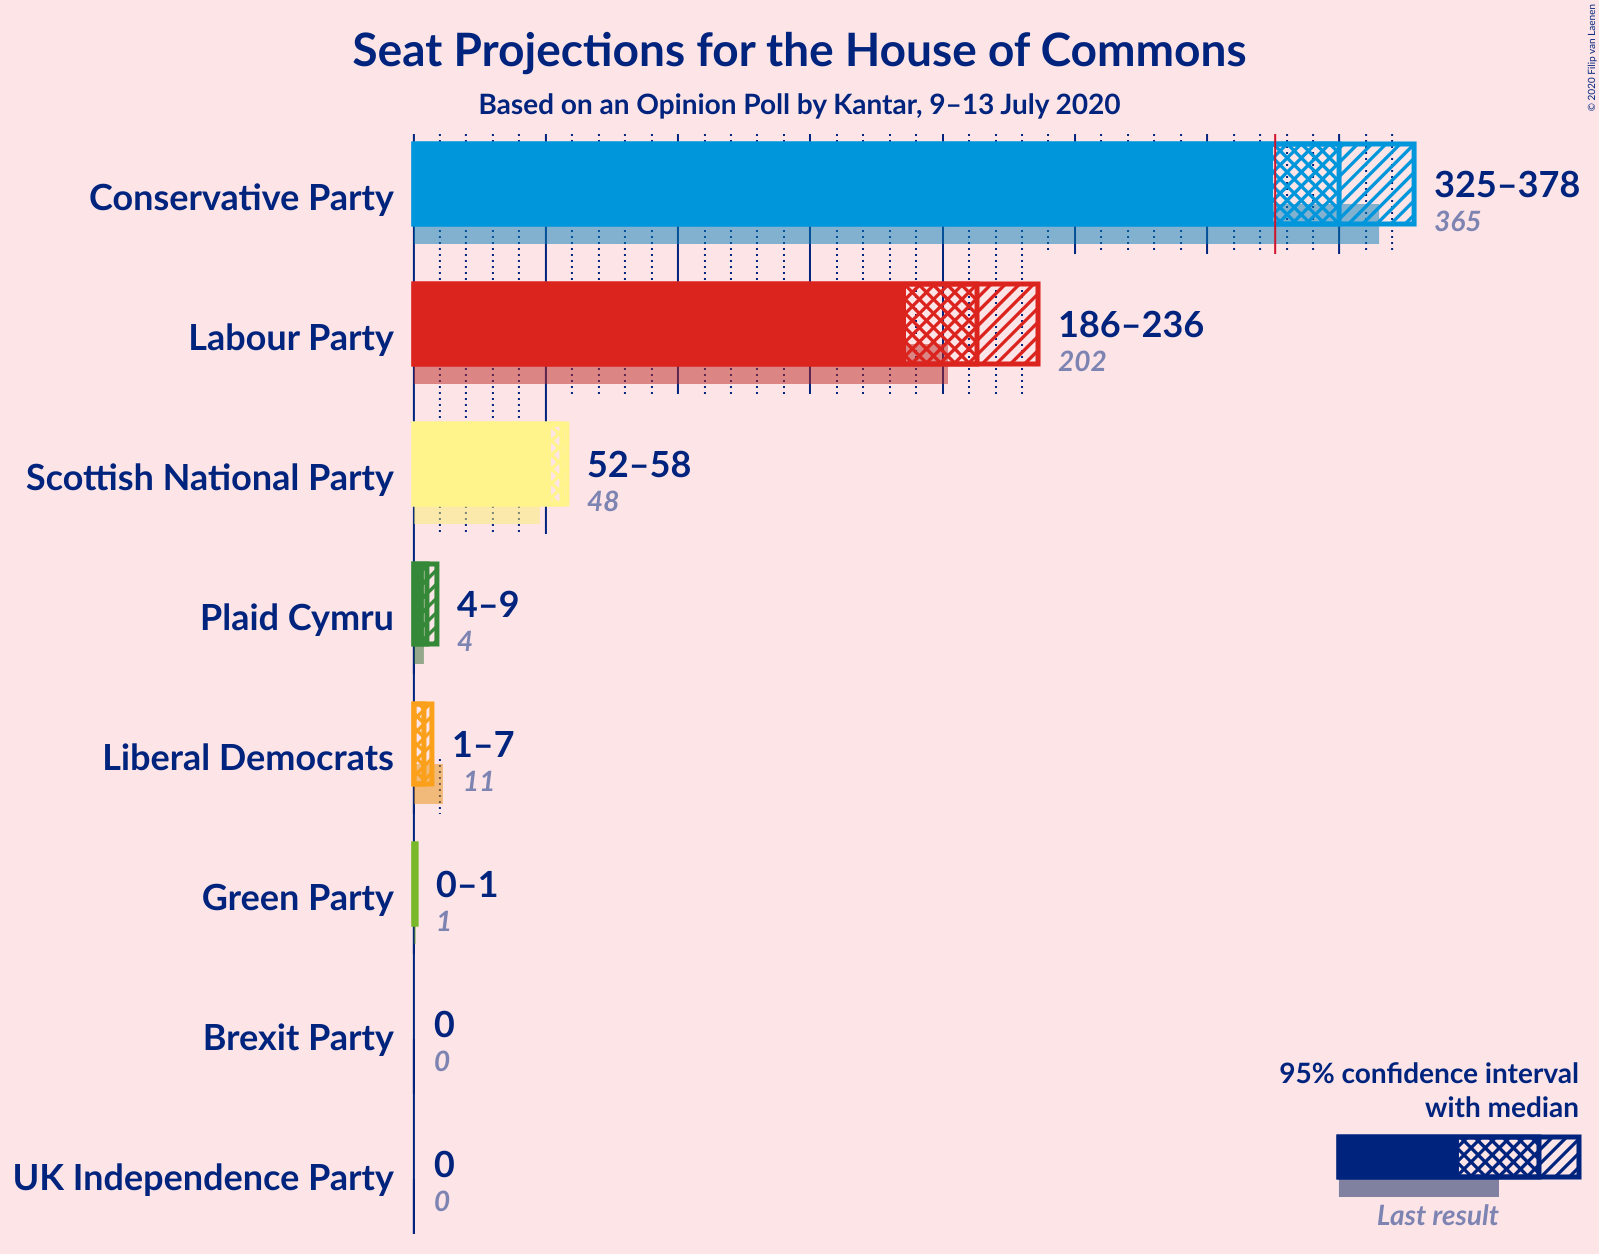 Seat Projections for the House of Commons
Based on an Opinion Poll by Kantar, 9–13 July 2020
© 2020 Filip van Laenen
Conservative Party
325–378
365
Labour Party
186–236
202
Scottish National Party
52–58
48
Plaid Cymru
4–9
4
Liberal Democrats
1–7
11
Green Party
0–1
1
Brexit Party
0
0
UK Independence Party
0
0
95% confidence interval
with median
Last result